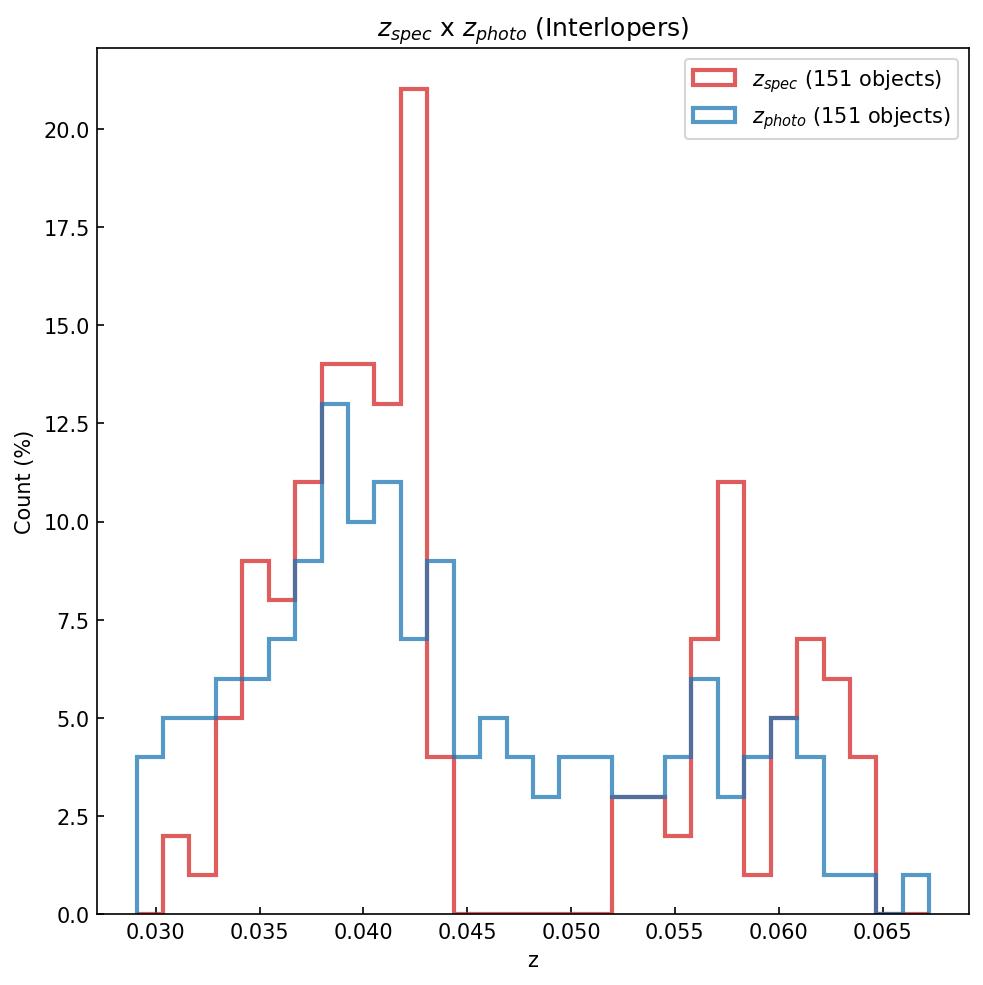 z_spec x z_photo (Interlopers)
z_spec (151 objects)
z_photo (151 objects)
Count (%)
20.0
17.5
15.0
12.5
10.0
7.5
5.0
2.5
0.0
0.030 0.035 0.040 0.045 0.050 0.055 0.060 0.065
z